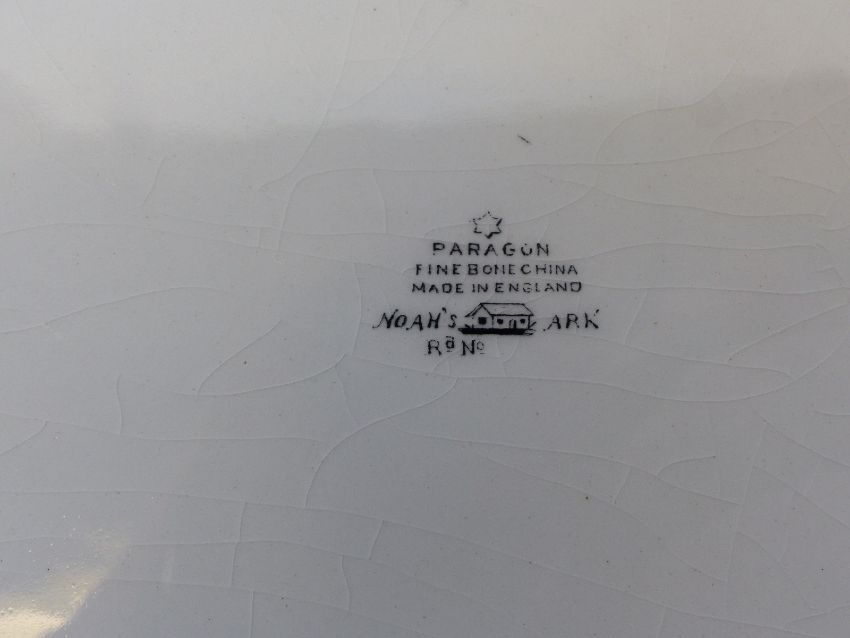 PARAGON
FINE BONE CHINA
MADE IN ENGLAND
NOAH'S ARK
Rd No